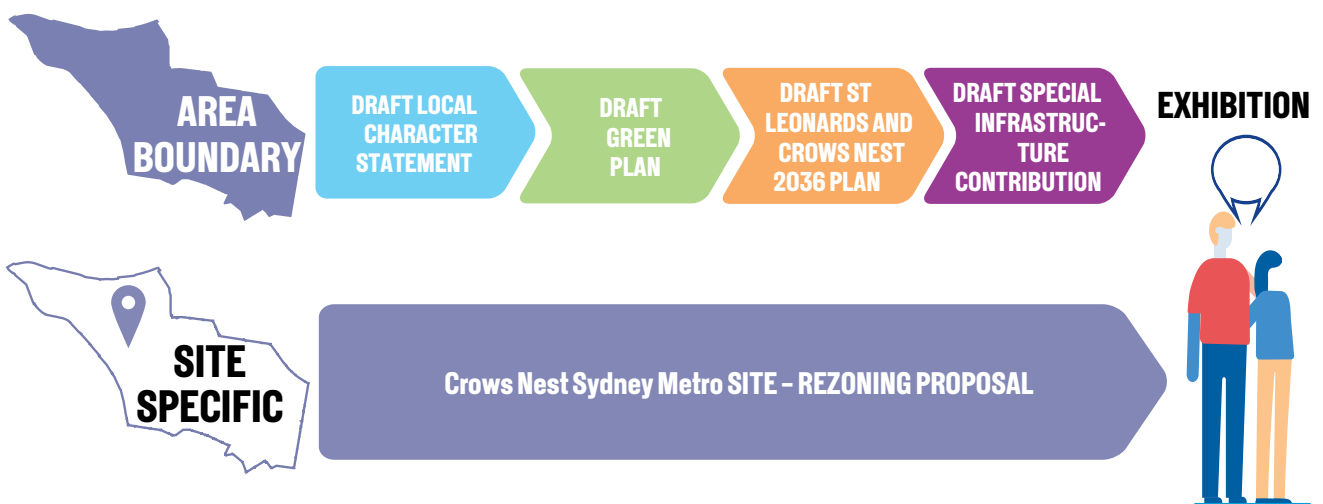 AREA
BOUNDARY
DRAFT LOCAL
CHARACTER
STATEMENT
DRAFT
GREEN
PLAN
DRAFT ST
LEONARDS AND
CROWS NEST
2036 PLAN
DRAFT SPECIAL
INFRASTRUC-
TURE
CONTRIBUTION
EXHIBITION
SITE
SPECIFIC
Crows Nest Sydney Metro SITE – REZONING PROPOSAL